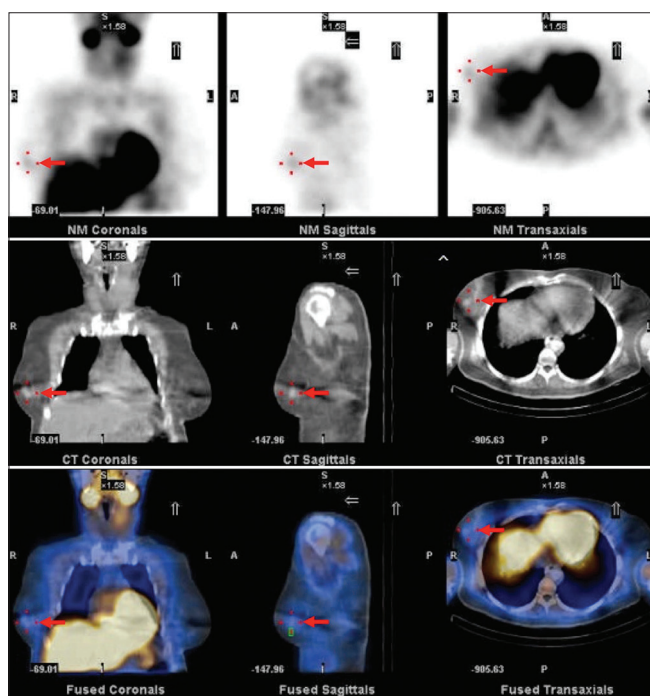 S S A
×1.58 ×1.58 ×1.58
⇑ ⇐ ⇑ ⇑
R L A P R L
-69.01 I -147.96 I -905.63 P
NM Coronals NM Sagittals NM Transaxials
S S A
×1.58 ×1.58 ×1.58
⇑ ⇐ ⇑ ^ ⇑
R L A P R L
-69.01 I -147.96 I -905.63 P
CT Coronals CT Sagittals CT Transaxials
S S A
×1.58 ×1.58 ×1.58
⇑ ⇐ ⇑ ⇑
R L A P R L
-69.01 I -147.96 I -905.63 P
Fused Coronals Fused Sagittals Fused Transaxials